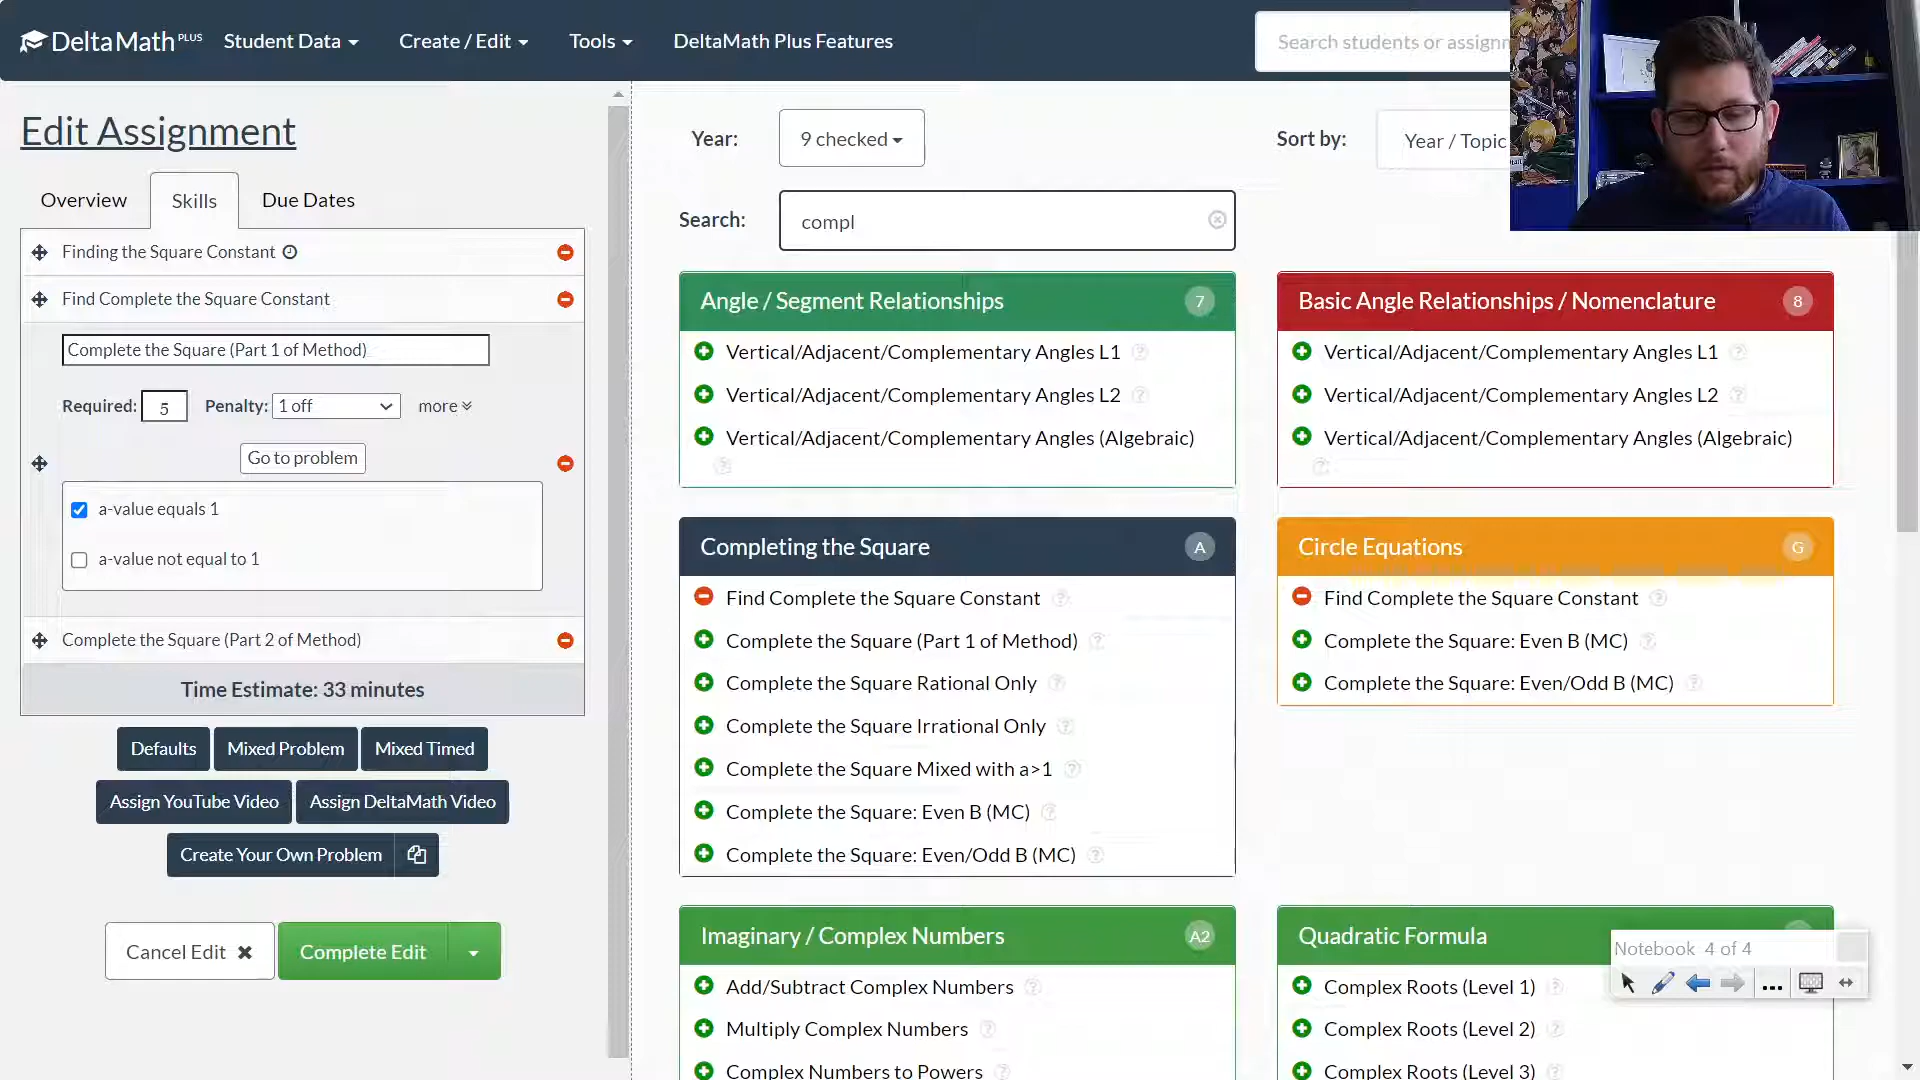 DeltaMath PLUS
Student Data
Create / Edit
Tools
DeltaMath Plus Features
Search students or assignm
Edit Assignment
Overview
Skills
Due Dates
Finding the Square Constant
Find Complete the Square Constant
Complete the Square (Part 1 of Method)
Required: 5 Penalty: 1 off more
Go to problem
a-value equals 1
a-value not equal to 1
Complete the Square (Part 2 of Method)
Time Estimate: 33 minutes
Defaults
Mixed Problem
Mixed Timed
Assign YouTube Video
Assign DeltaMath Video
Create Your Own Problem
Cancel Edit
Complete Edit
Year: 9 checked
Sort by: Year / Topic
Search: compl
Angle / Segment Relationships 7
Vertical/Adjacent/Complementary Angles L1 ?
Vertical/Adjacent/Complementary Angles L2 ?
Vertical/Adjacent/Complementary Angles (Algebraic)
?
Basic Angle Relationships / Nomenclature 8
Vertical/Adjacent/Complementary Angles L1 ?
Vertical/Adjacent/Complementary Angles L2 ?
Vertical/Adjacent/Complementary Angles (Algebraic)
?
Completing the Square A
Find Complete the Square Constant ?
Complete the Square (Part 1 of Method) ?
Complete the Square Rational Only ?
Complete the Square Irrational Only ?
Complete the Square Mixed with a>1 ?
Complete the Square: Even B (MC) ?
Complete the Square: Even/Odd B (MC) ?
Circle Equations G
Find Complete the Square Constant ?
Complete the Square: Even B (MC) ?
Complete the Square: Even/Odd B (MC) ?
Imaginary / Complex Numbers A2
Add/Subtract Complex Numbers ?
Multiply Complex Numbers ?
Complex Numbers to Powers ?
Quadratic Formula
Complex Roots (Level 1) ?
Complex Roots (Level 2) ?
Complex Roots (Level 3) ?
Notebook 4 of 4